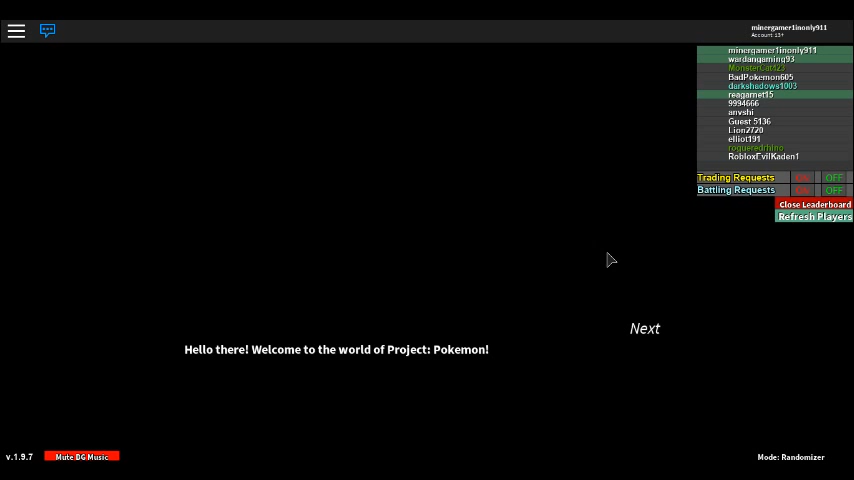 minergamer1inonly911
Account: 13+
minergamer1inonly911
wardangaming93
MonsterCat423
BadPokemon605
darkshadows1003
reagarnet15
9994666
anvshi
Guest 5136
Lion2720
elliot191
ogueredrhino
RobloxEvilKaden1
Trading Requests ON OFF
Battling Requests ON OFF
Close Leaderboard
Refresh Players
Next
Hello there! Welcome to the world of Project: Pokemon!
v.1.9.7
Mute BG Music
Mode: Randomizer